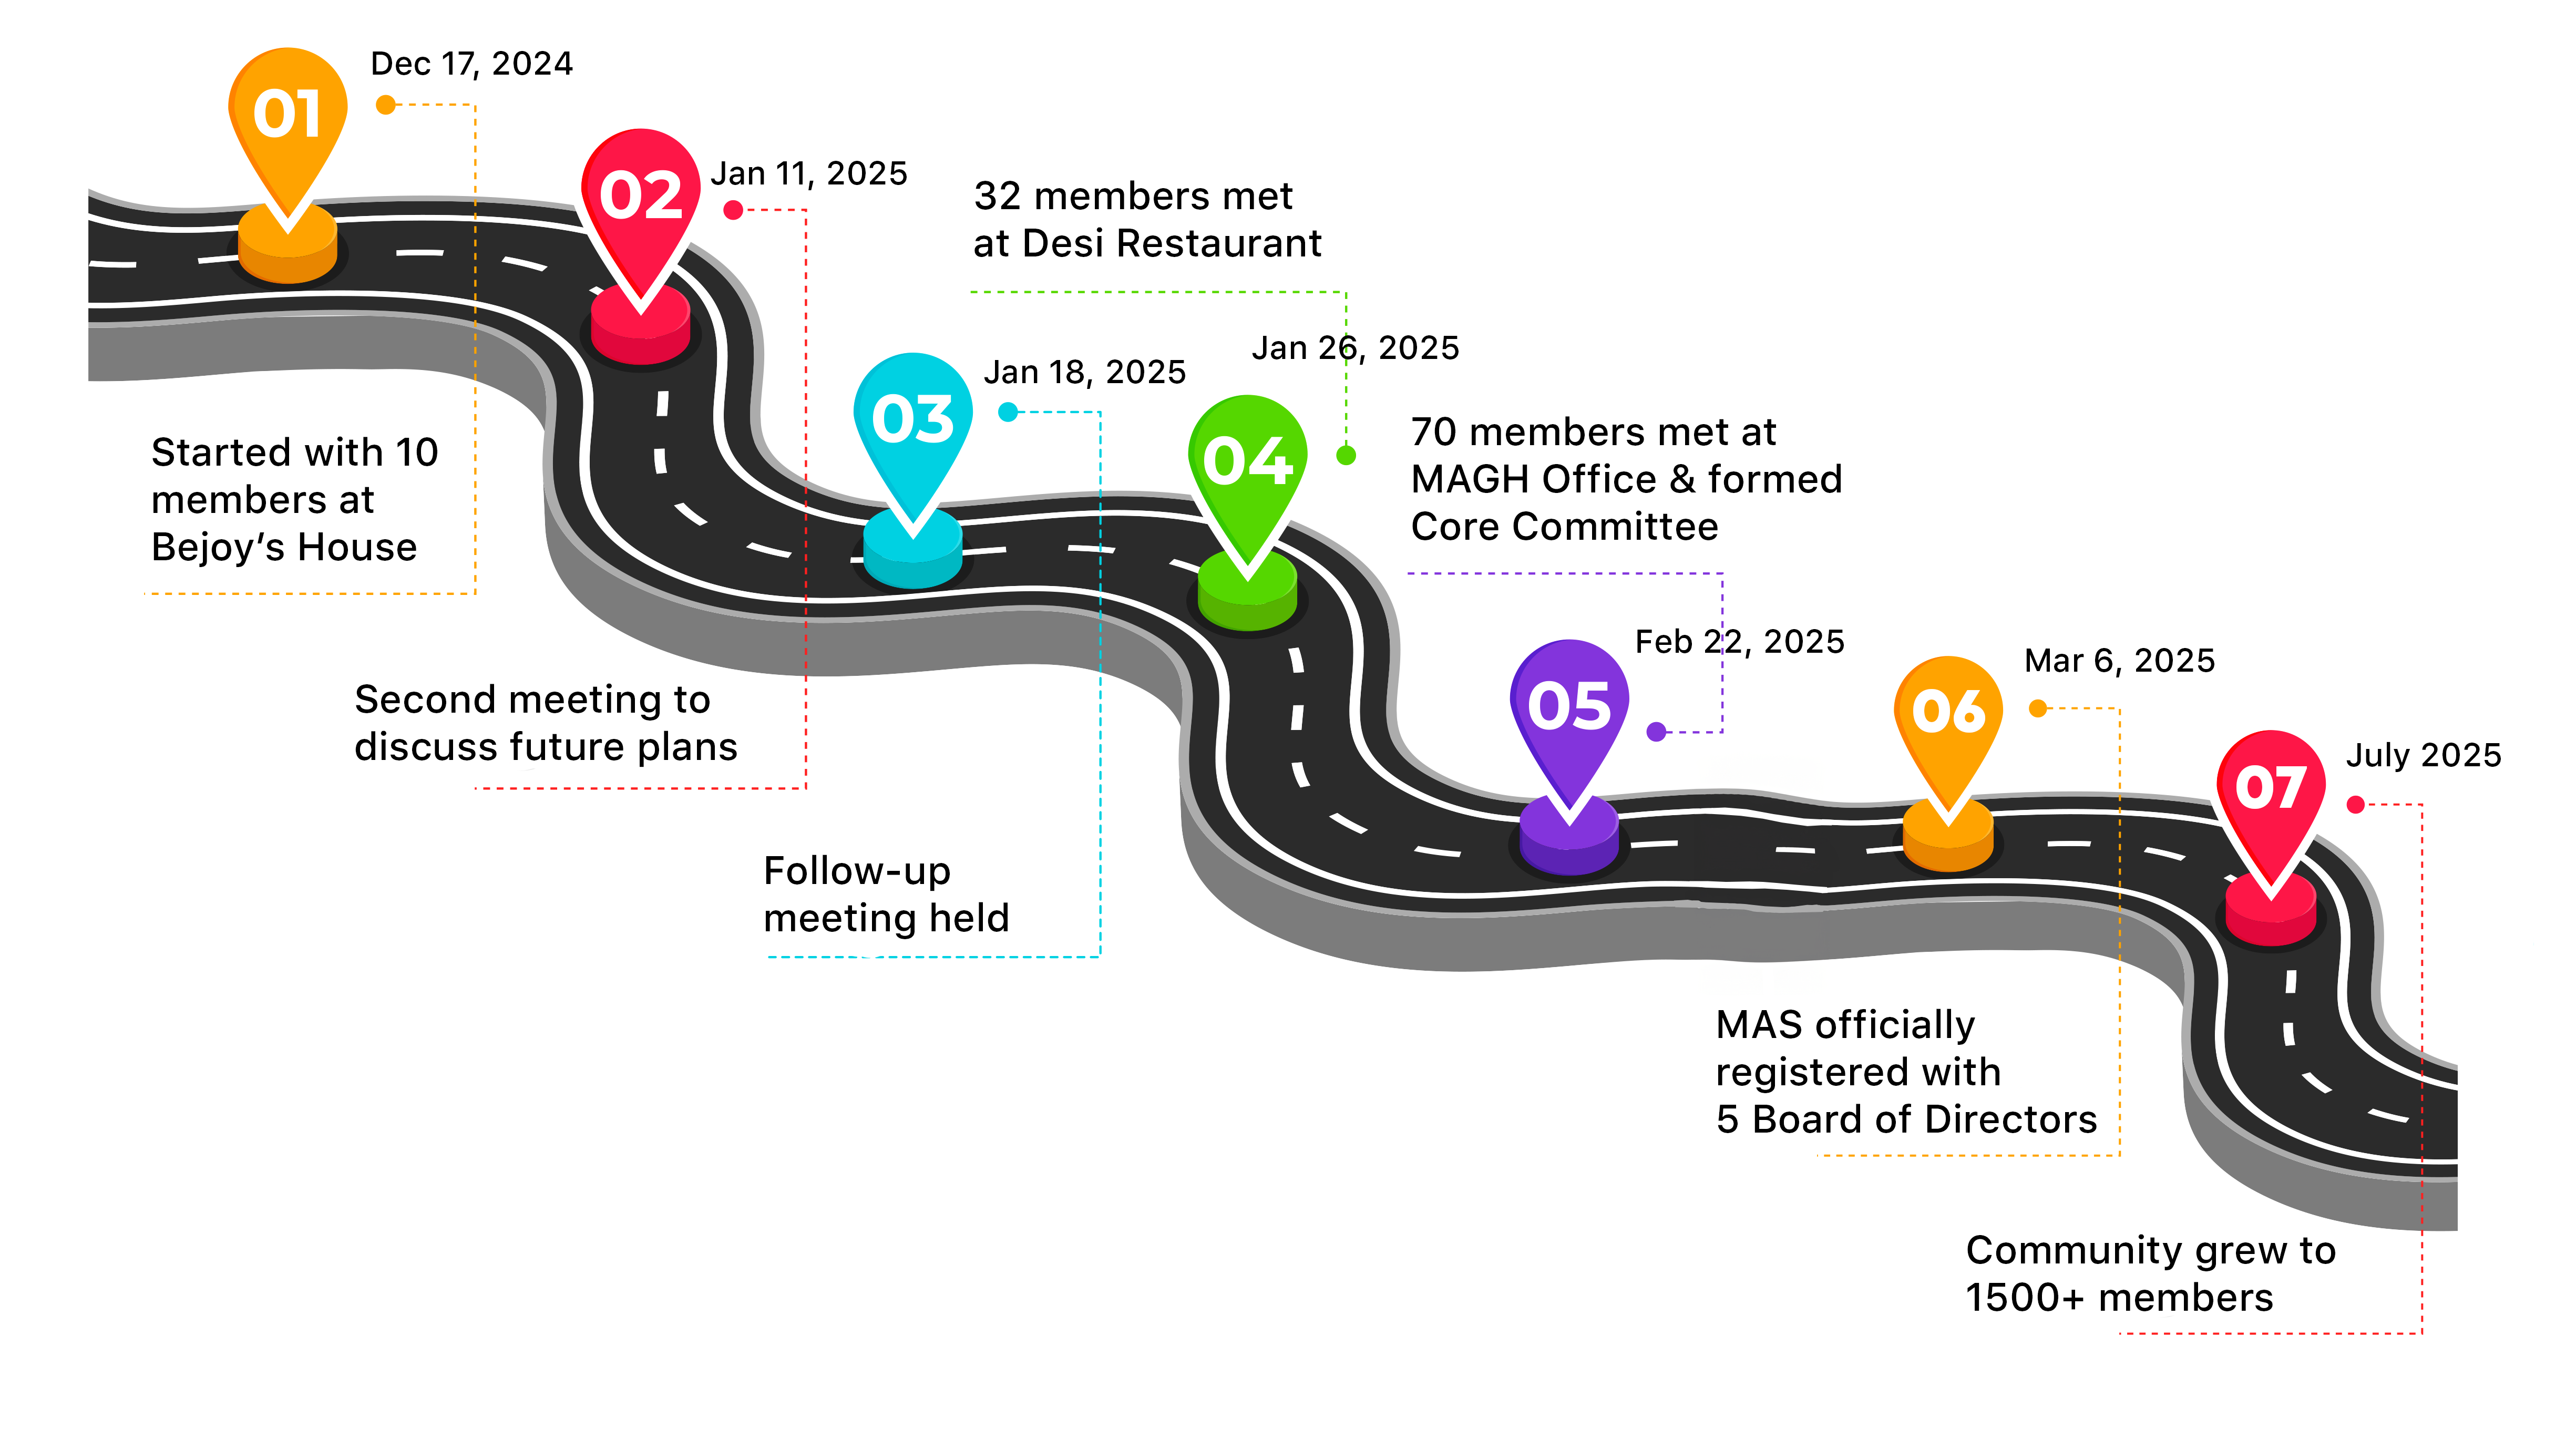 01
Dec 17, 2024
Started with 10
members at
Bejoy’s House
02
Jan 11, 2025
Second meeting to
discuss future plans
03
Jan 18, 2025
Follow-up
meeting held
04
Jan 26, 2025
32 members met
at Desi Restaurant
05
Feb 22, 2025
70 members met at
MAGH Office & formed
Core Committee
06
Mar 6, 2025
MAS officially
registered with
5 Board of Directors
07
July 2025
Community grew to
1500+ members